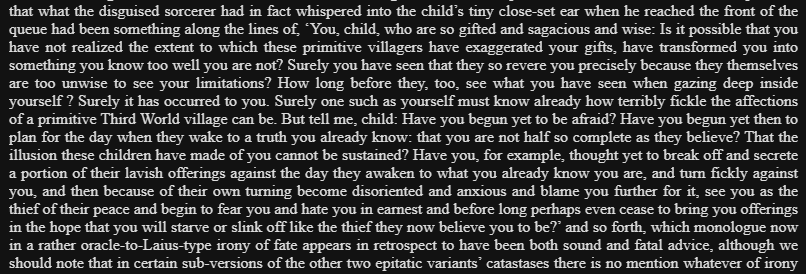 that what the disguised sorcerer had in fact whispered into the child’s tiny close-set ear when he reached the front of the
queue had been something along the lines of, ‘You, child, who are so gifted and sagacious and wise: Is it possible that you
have not realized the extent to which these primitive villagers have exaggerated your gifts, have transformed you into
something you know too well you are not? Surely you have seen that they so revere you precisely because they themselves
are too unwise to see your limitations? How long before they, too, see what you have seen when gazing deep inside
yourself ? Surely it has occurred to you. Surely one such as yourself must know already how terribly fickle the affections
of a primitive Third World village can be. But tell me, child: Have you begun yet to be afraid? Have you begun yet then to
plan for the day when they wake to a truth you already know: that you are not half so complete as they believe? That the
illusion these children have made of you cannot be sustained? Have you, for example, thought yet to break off and secrete
a portion of their lavish offerings against the day they awaken to what you already know you are, and turn fickly against
you, and then because of their own turning become disoriented and anxious and blame you further for it, see you as the
thief of their peace and begin to fear you and hate you in earnest and before long perhaps even cease to bring you offerings
in the hope that you will starve or slink off like the thief they now believe you to be?’ and so forth, which monologue now
in a rather oracle-to-Laius-type irony of fate appears in retrospect to have been both sound and fatal advice, although we
should note that in certain sub-versions of the other two epitatic variants’ catastases there is no mention whatever of irony